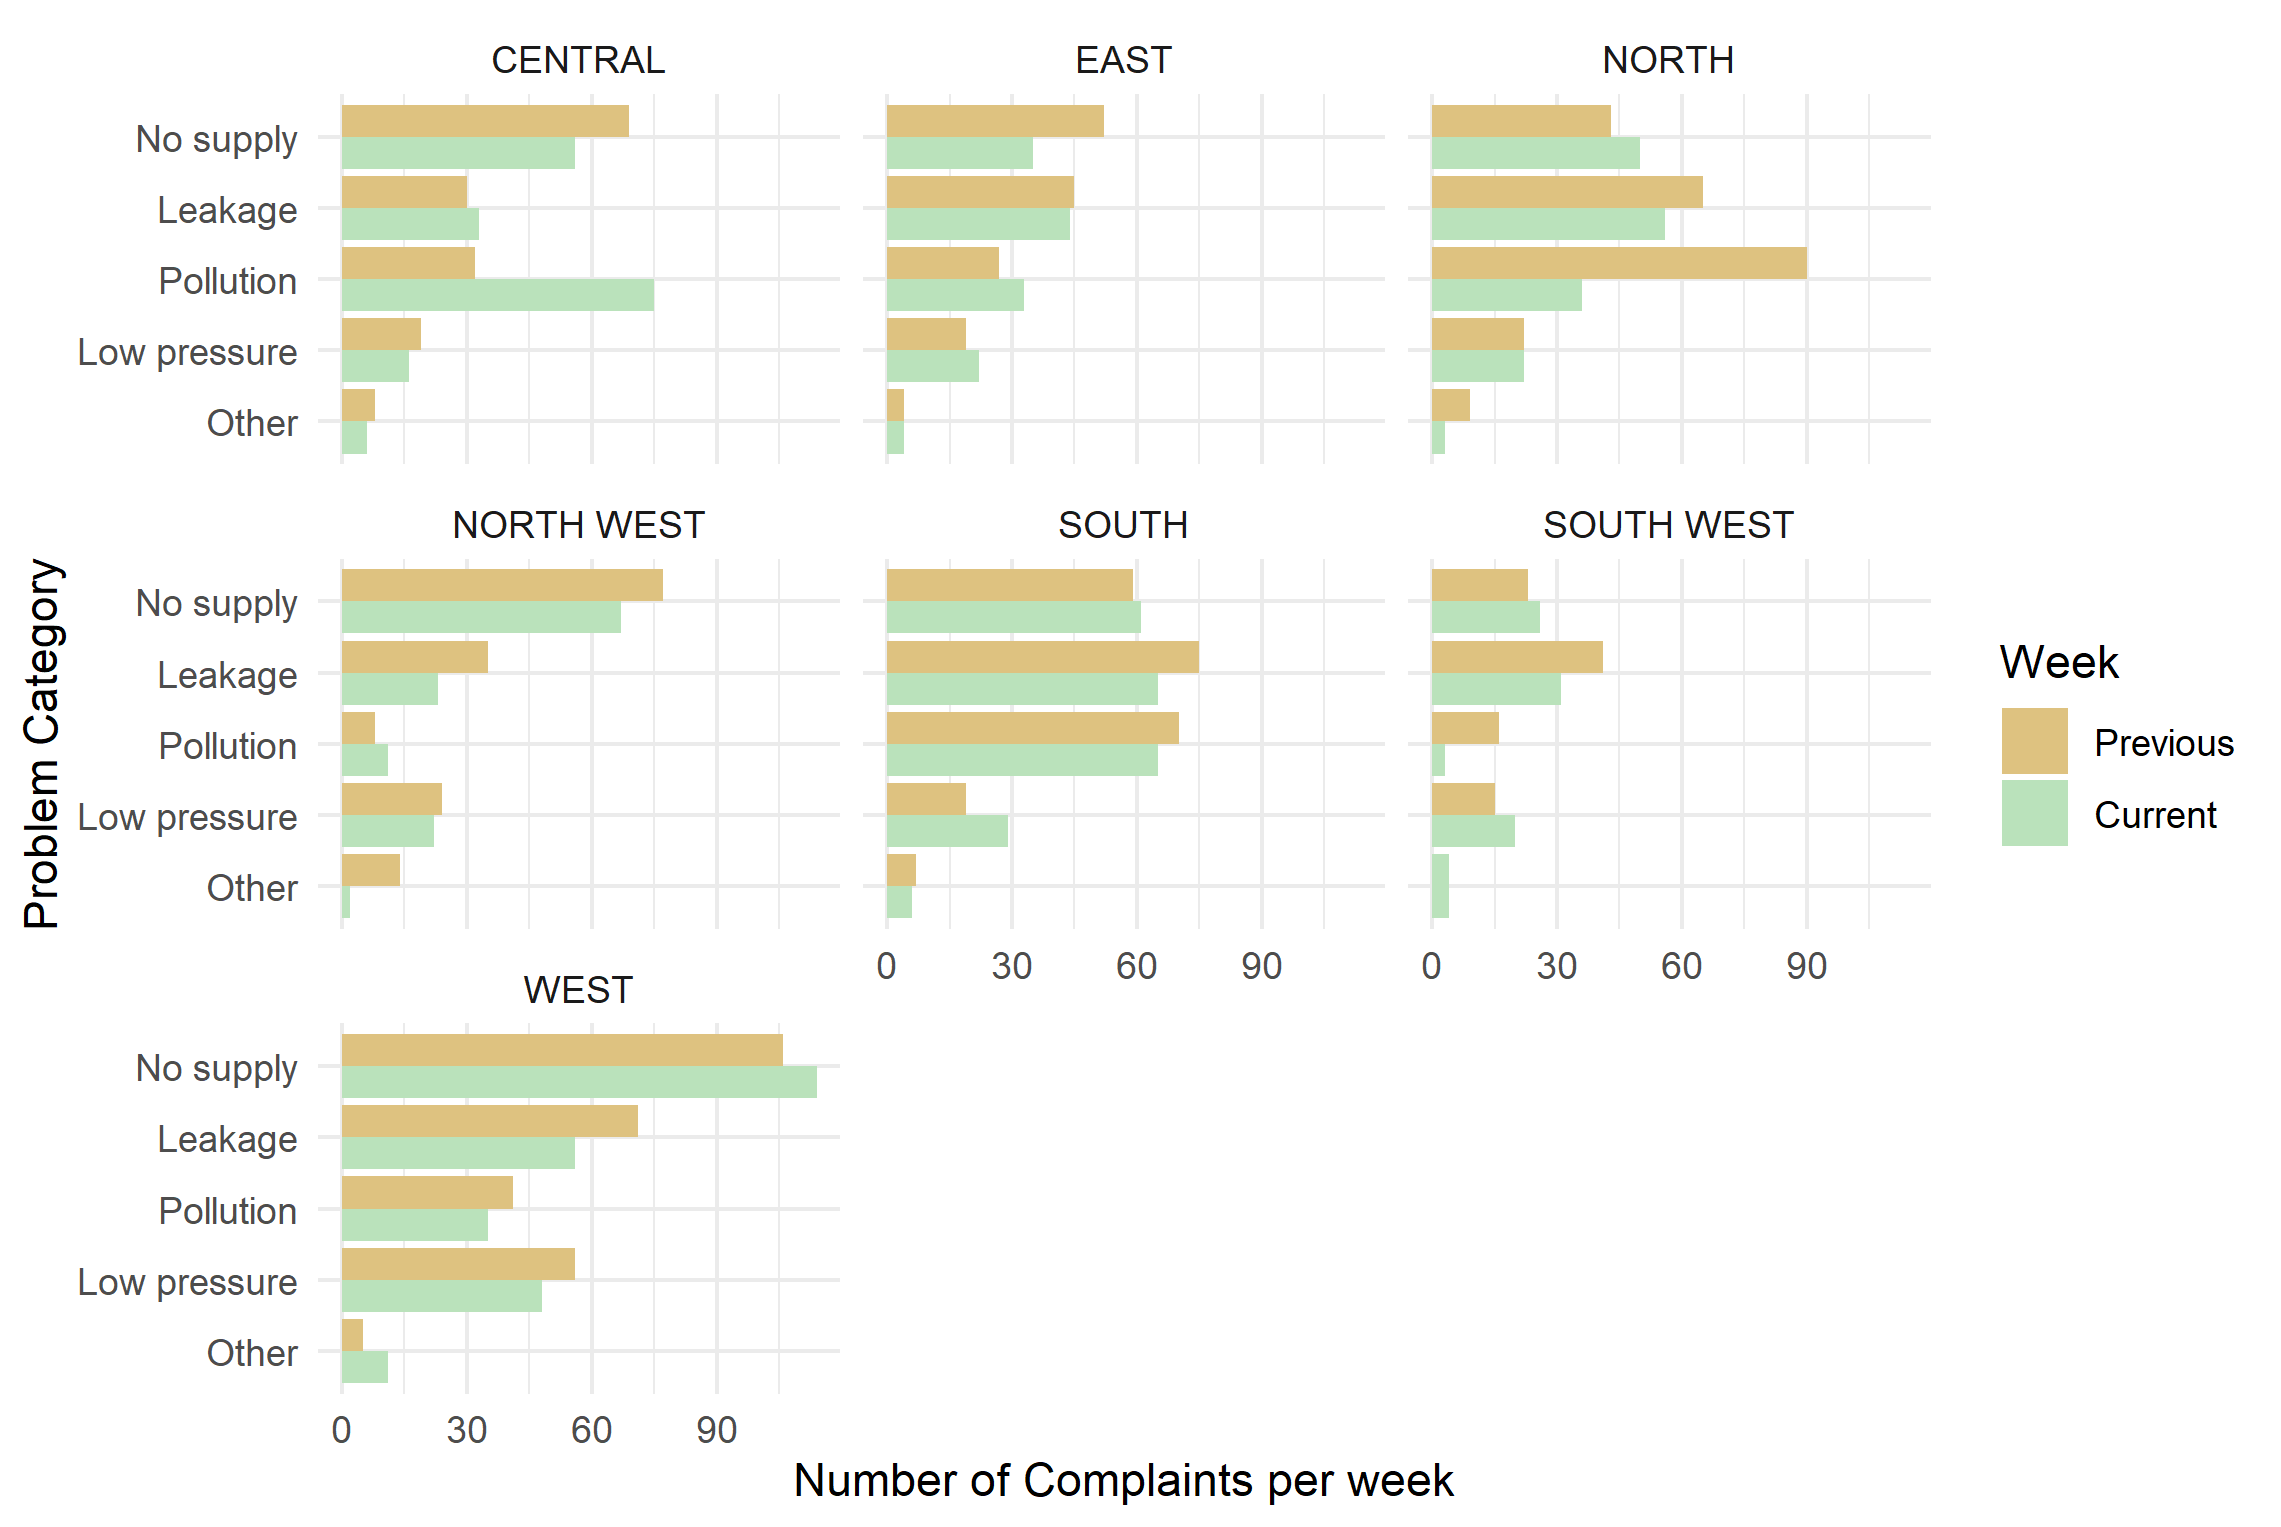 CENTRAL
EAST
NORTH
No supply
Leakage
Pollution
Low pressure
Other
NORTH WEST
SOUTH
SOUTH WEST
No supply
Leakage
Pollution
Low pressure
Other
0 30 60 90
0 30 60 90
WEST
No supply
Leakage
Pollution
Low pressure
Other
0 30 60 90
Number of Complaints per week
Problem Category
Week
Previous
Current